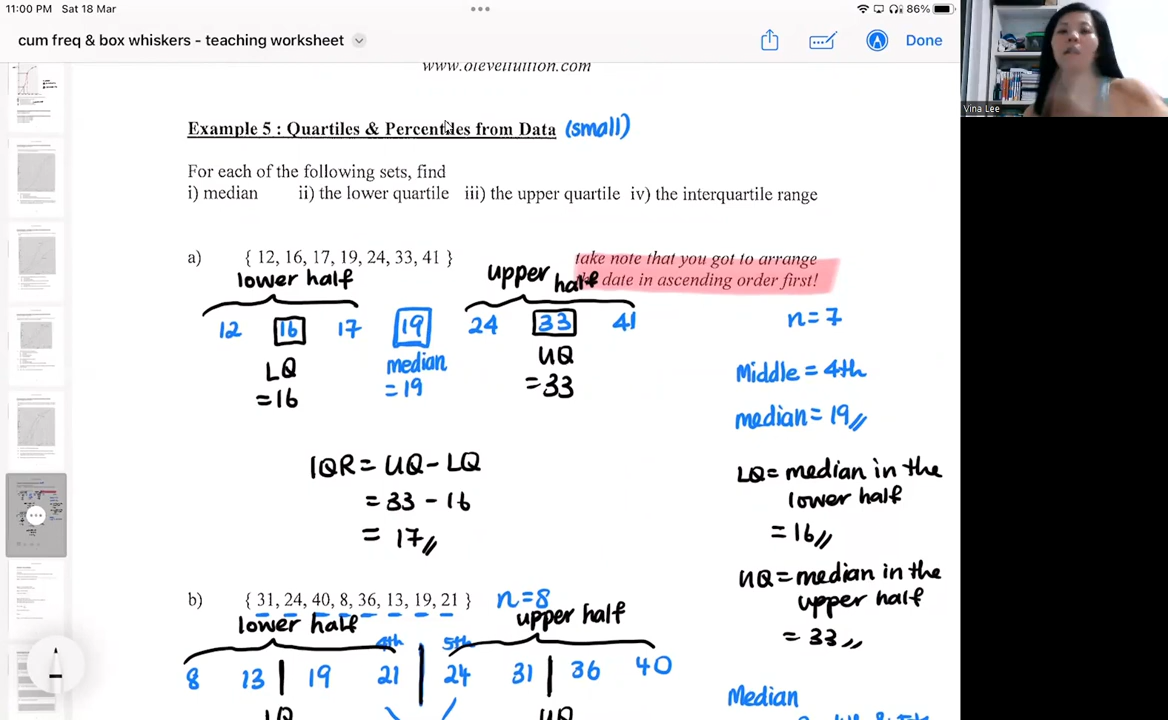 11:00 PM Sat 18 Mar
86%
cum freq & box whiskers - teaching worksheet
Done
Vina Lee
www.oleveltuition.com
Example 5 : Quartiles & Percentiles from Data (small)
For each of the following sets, find
i) median ii) the lower quartile iii) the upper quartile iv) the interquartile range
a) { 12, 16, 17, 19, 24, 33, 41 }
take note that you got to arrange
date in ascending order first!
lower half
upper half
12 16 17 19 24 33 41
n=7
LQ
=16
median
=19
UQ
=33
Middle = 4th
median = 19//
IQR = UQ - LQ
= 33 - 16
= 17//
LQ = median in the
lower half
= 16//
UQ = median in the
upper half
= 33//
b) { 31, 24, 40, 8, 36, 13, 19, 21 } n=8
lower half
upper half
4th 5th
8 13 | 19 21 | 24 31 | 36 40
LQ
UQ
Median